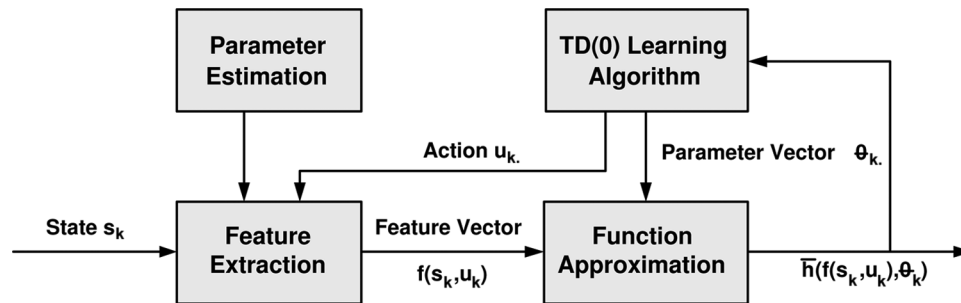 Parameter
Estimation
TD(0) Learning
Algorithm
Action u_k.
Parameter Vector θ_k.
State s_k
Feature
Extraction
Feature Vector
f(s_k,u_k)
Function
Approximation
h̅(f(s_k,u_k),θ_k)